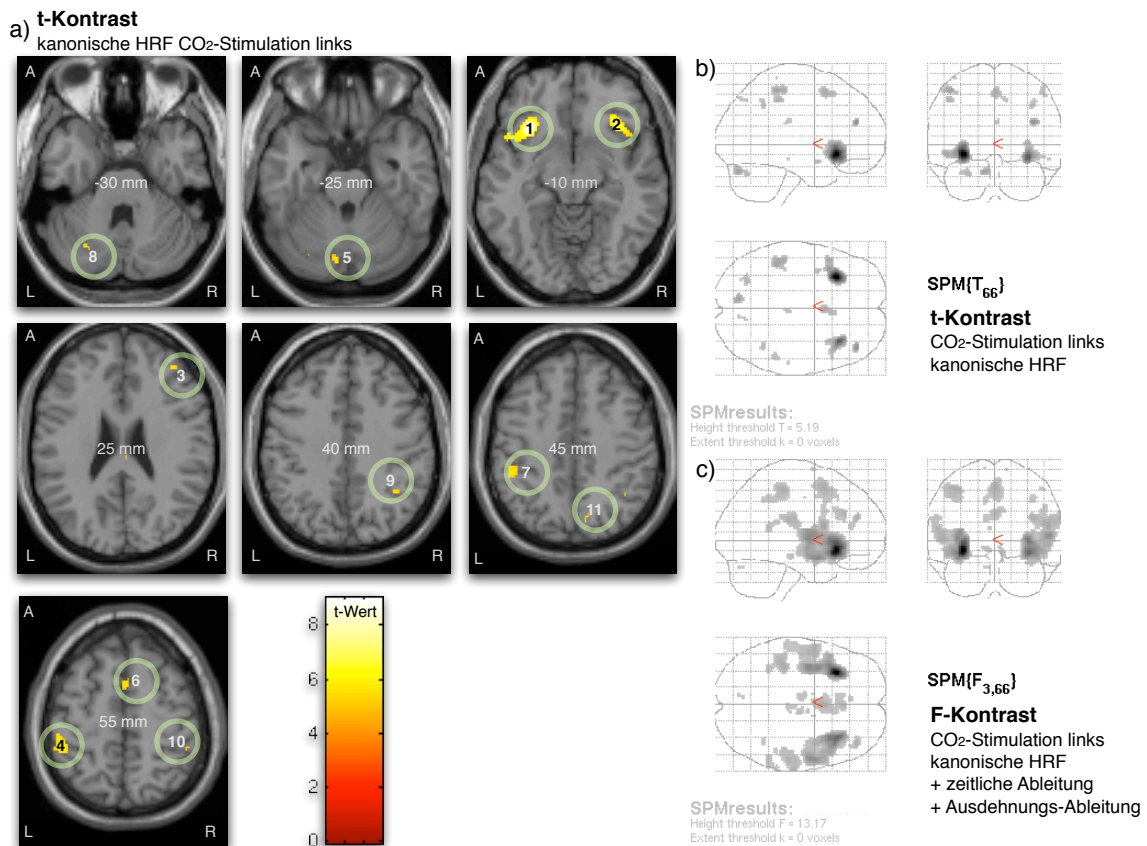 a) t-Kontrast
kanonische HRF CO₂-Stimulation links
A
-30 mm
8
L
R
A
-25 mm
5
L
R
A
1
2
-10 mm
L
R
A
3
25 mm
L
R
A
40 mm
9
L
R
A
7
45 mm
11
L
R
A
6
55 mm
4
10
L
R
t-Wert
8
6
4
2
0
b)
SPM{T₆₆}
t-Kontrast
CO₂-Stimulation links
kanonische HRF
SPMresults:
Height threshold T = 5.19
Extent threshold k = 0 voxels
c)
SPM{F₃,₆₆}
F-Kontrast
CO₂-Stimulation links
kanonische HRF
+ zeitliche Ableitung
+ Ausdehnungs-Ableitung
SPMresults:
Height threshold F = 13.17
Extent threshold k = 0 voxels